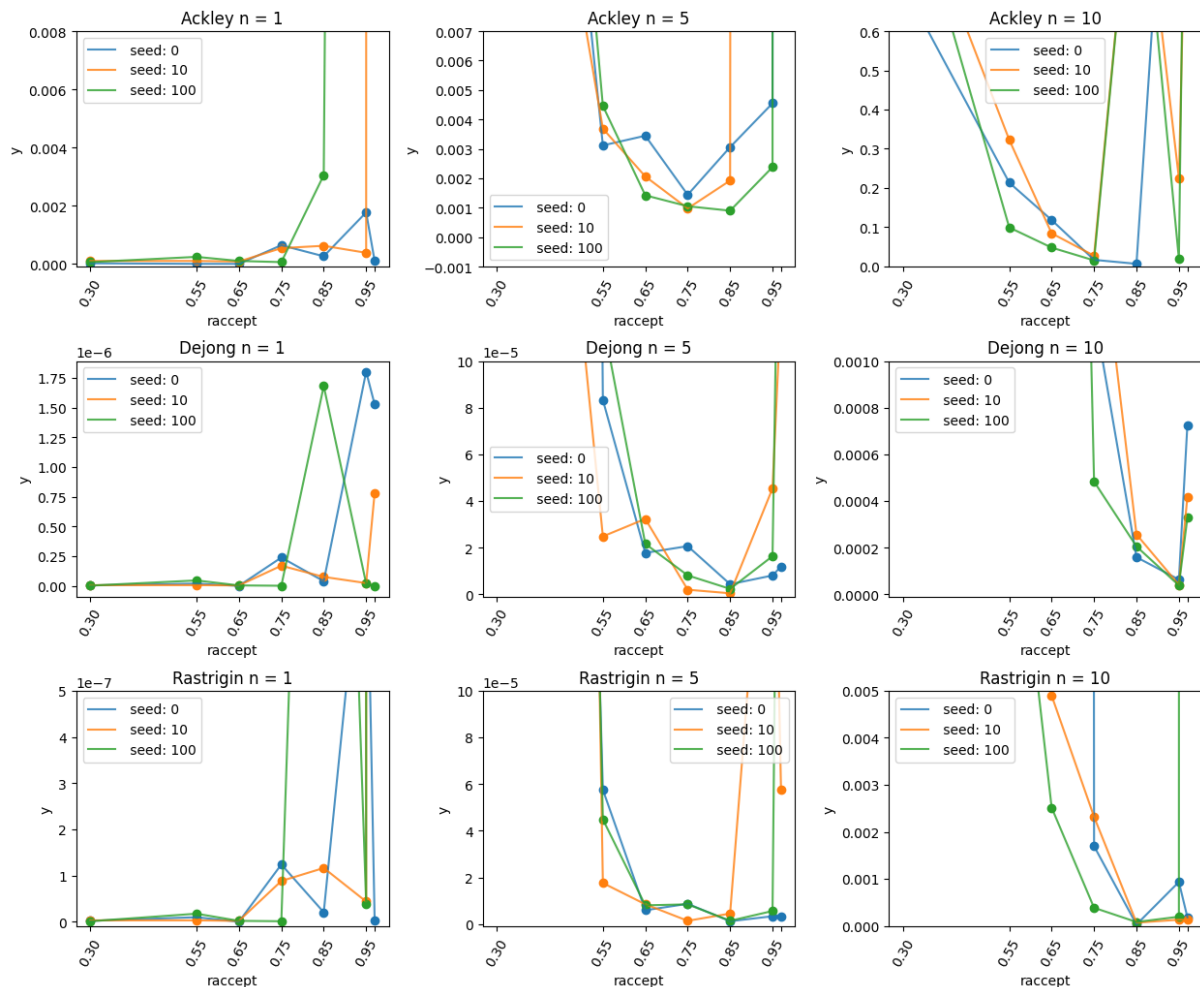 Ackley n = 1
0.008
0.006
0.004
0.002
0.000
y
seed: 0
seed: 10
seed: 100
0.30
0.55
0.65
0.75
0.85
0.95
raccept
Ackley n = 5
0.007
0.006
0.005
0.004
0.003
0.002
0.001
0.000
−0.001
y
seed: 0
seed: 10
seed: 100
0.30
0.55
0.65
0.75
0.85
0.95
raccept
Ackley n = 10
0.6
0.5
0.4
0.3
0.2
0.1
0.0
y
seed: 0
seed: 10
seed: 100
0.30
0.55
0.65
0.75
0.85
0.95
raccept
Dejong n = 1
1e−6
1.75
1.50
1.25
1.00
0.75
0.50
0.25
0.00
y
seed: 0
seed: 10
seed: 100
0.30
0.55
0.65
0.75
0.85
0.95
raccept
Dejong n = 5
1e−5
10
8
6
4
2
0
y
seed: 0
seed: 10
seed: 100
0.30
0.55
0.65
0.75
0.85
0.95
raccept
Dejong n = 10
0.0010
0.0008
0.0006
0.0004
0.0002
0.0000
y
seed: 0
seed: 10
seed: 100
0.30
0.55
0.65
0.75
0.85
0.95
raccept
Rastrigin n = 1
1e−7
5
4
3
2
1
0
y
seed: 0
seed: 10
seed: 100
0.30
0.55
0.65
0.75
0.85
0.95
raccept
Rastrigin n = 5
1e−5
10
8
6
4
2
0
y
seed: 0
seed: 10
seed: 100
0.30
0.55
0.65
0.75
0.85
0.95
raccept
Rastrigin n = 10
0.005
0.004
0.003
0.002
0.001
0.000
y
seed: 0
seed: 10
seed: 100
0.30
0.55
0.65
0.75
0.85
0.95
raccept